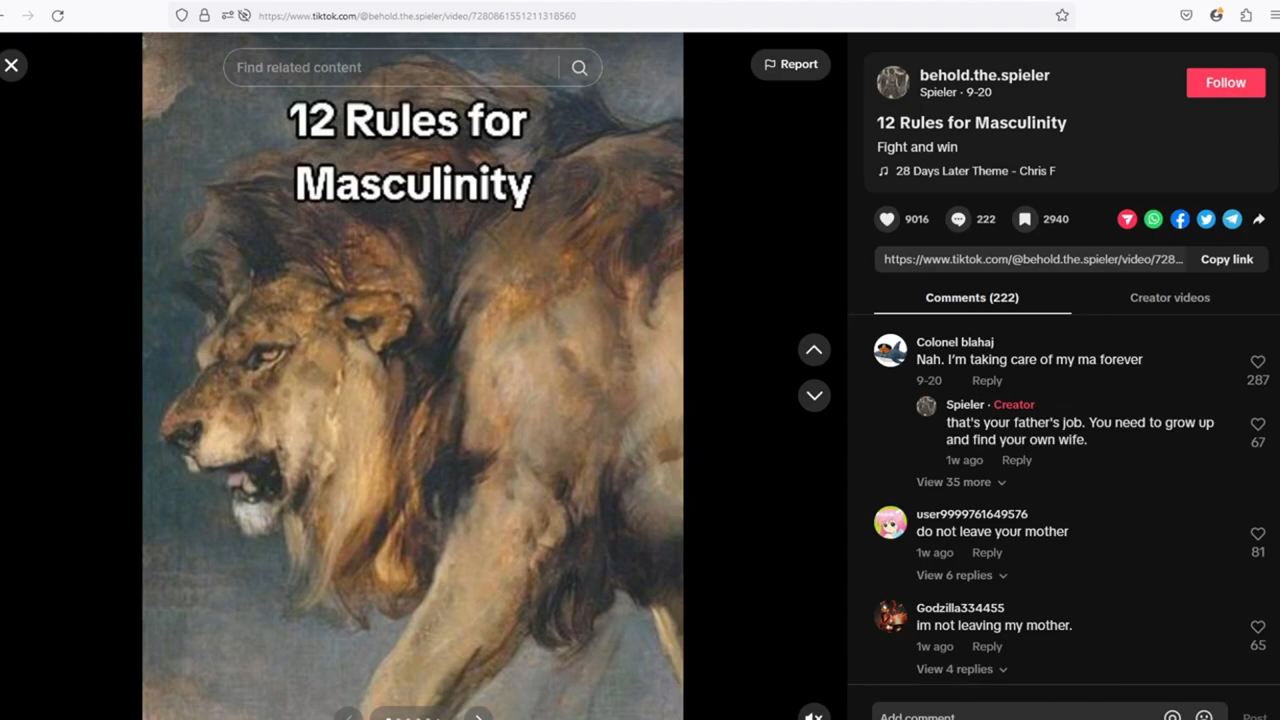 https://www.tiktok.com/@behold.the.spieler/video/7280861551211318560
Find related content
Report
12 Rules for
Masculinity
behold.the.spieler
Spieler · 9-20
Follow
12 Rules for Masculinity
Fight and win
28 Days Later Theme - Chris F
9016
222
2940
https://www.tiktok.com/@behold.the.spieler/video/728...
Copy link
Comments (222)
Creator videos
Colonel blahaj
Nah. I'm taking care of my ma forever
9-20 Reply
287
Spieler · Creator
that's your father's job. You need to grow up
and find your own wife.
67
1w ago Reply
View 35 more
user9999761649576
do not leave your mother
81
1w ago Reply
View 6 replies
Godzilla334455
im not leaving my mother.
65
1w ago Reply
View 4 replies
Add comment...
Post